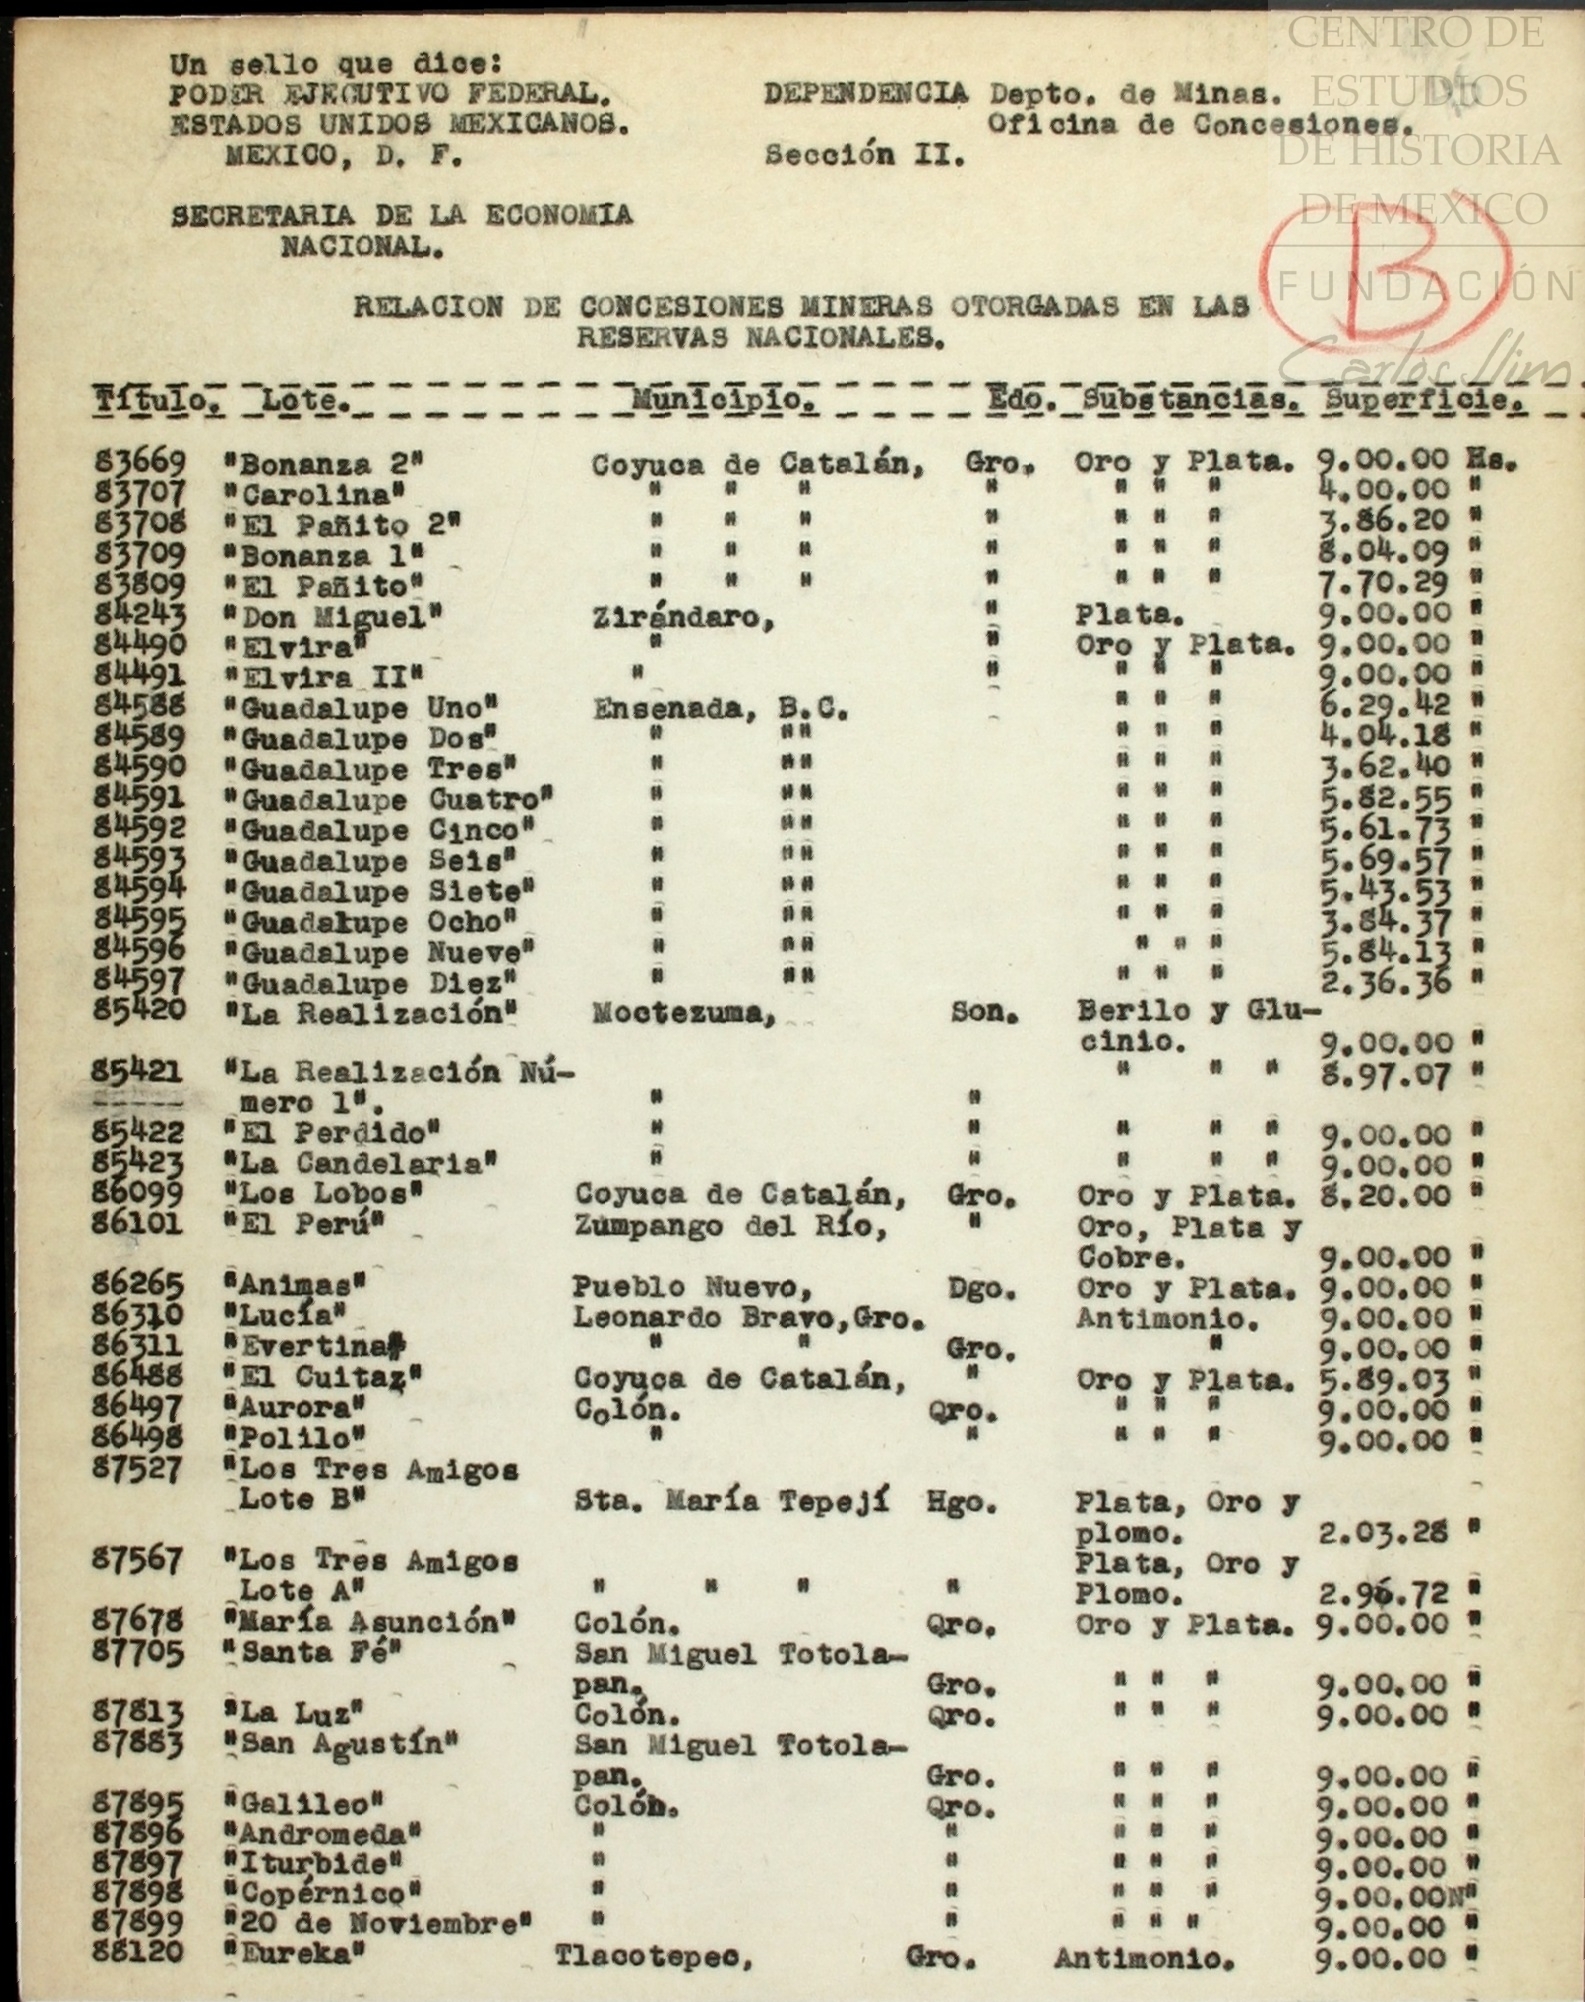 CENTRO DE
ESTUDIOS
DE HISTORIA
DE MEXICO
FUNDACIÓN
Carlos Slim
B
Un sello que dice:
PODER EJECUTIVO FEDERAL. DEPENDENCIA Depto. de Minas.
ESTADOS UNIDOS MEXICANOS. Oficina de Concesiones.
MEXICO, D. F. Sección II.
SECRETARIA DE LA ECONOMIA
NACIONAL.
RELACION DE CONCESIONES MINERAS OTORGADAS EN LAS
RESERVAS NACIONALES.
Título. Lote. Municipio. Edo. Substancias. Superficie.
83669 "Bonanza 2" Coyuca de Catalán, Gro. Oro y Plata. 9.00.00 Hs.
83707 "Carolina" " " " " " " " 4.00.00 "
83708 "El Pañito 2" " " " " " " " 3.86.20 "
83709 "Bonanza 1" " " " " " " " 8.04.09 "
83809 "El Pañito" " " " " " " " 7.70.29 "
84243 "Don Miguel" Zirándaro, " Plata. 9.00.00 "
84490 "Elvira" " " Oro y Plata. 9.00.00 "
84491 "Elvira II" " " " " " 9.00.00 "
84588 "Guadalupe Uno" Ensenada, B.C. " " " 6.29.42 "
84589 "Guadalupe Dos" " "" " " " 4.04.18 "
84590 "Guadalupe Tres" " "" " " " 3.62.40 "
84591 "Guadalupe Cuatro" " "" " " " 5.82.55 "
84592 "Guadalupe Cinco" " "" " " " 5.61.73 "
84593 "Guadalupe Seis" " "" " " " 5.69.57 "
84594 "Guadalupe Siete" " "" " " " 5.43.53 "
84595 "Guadalupe Ocho" " "" " " " 3.84.37 "
84596 "Guadalupe Nueve" " "" " " " 5.84.13 "
84597 "Guadalupe Diez" " "" " " " 2.36.36 "
85420 "La Realización" Moctezuma, Son. Berilo y Glu-
cinio. 9.00.00 "
85421 "La Realización Nú- " " " 8.97.07 "
----- mero 1". " "
85422 "El Perdido" " " " " " 9.00.00 "
85423 "La Candelaria" " " " " " 9.00.00 "
86099 "Los Lobos" Coyuca de Catalán, Gro. Oro y Plata. 8.20.00 "
86101 "El Perú" Zumpango del Río, " Oro, Plata y
Cobre. 9.00.00 "
86265 "Animas" Pueblo Nuevo, Dgo. Oro y Plata. 9.00.00 "
86310 "Lucía" Leonardo Bravo,Gro. Antimonio. 9.00.00 "
86311 "Evertina" " " Gro. " 9.00.00 "
86488 "El Cuitaz" Coyuca de Catalán, " Oro y Plata. 5.89.03 "
86497 "Aurora" Colón. Qro. " " " 9.00.00 "
86498 "Polilo" " " " " " 9.00.00 "
87527 "Los Tres Amigos
Lote B" Sta. María Tepejí Hgo. Plata, Oro y
plomo. 2.03.28 "
87567 "Los Tres Amigos Plata, Oro y
Lote A" " " " " Plomo. 2.96.72 "
87678 "María Asunción" Colón. Qro. Oro y Plata. 9.00.00 "
87705 "Santa Fé" San Miguel Totola-
pan. Gro. " " " 9.00.00 "
87813 "La Luz" Colón. Qro. " " " 9.00.00 "
87883 "San Agustín" San Miguel Totola-
pan. Gro. " " " 9.00.00 "
87895 "Galileo" Colón. Qro. " " " 9.00.00 "
87896 "Andromeda" " " " " " 9.00.00 "
87897 "Iturbide" " " " " " 9.00.00 "
87898 "Copérnico" " " " " " 9.00.00N"
87899 "20 de Noviembre" " " " " " 9.00.00 "
88120 "Eureka" Tlacotepec, Gro. Antimonio. 9.00.00 "